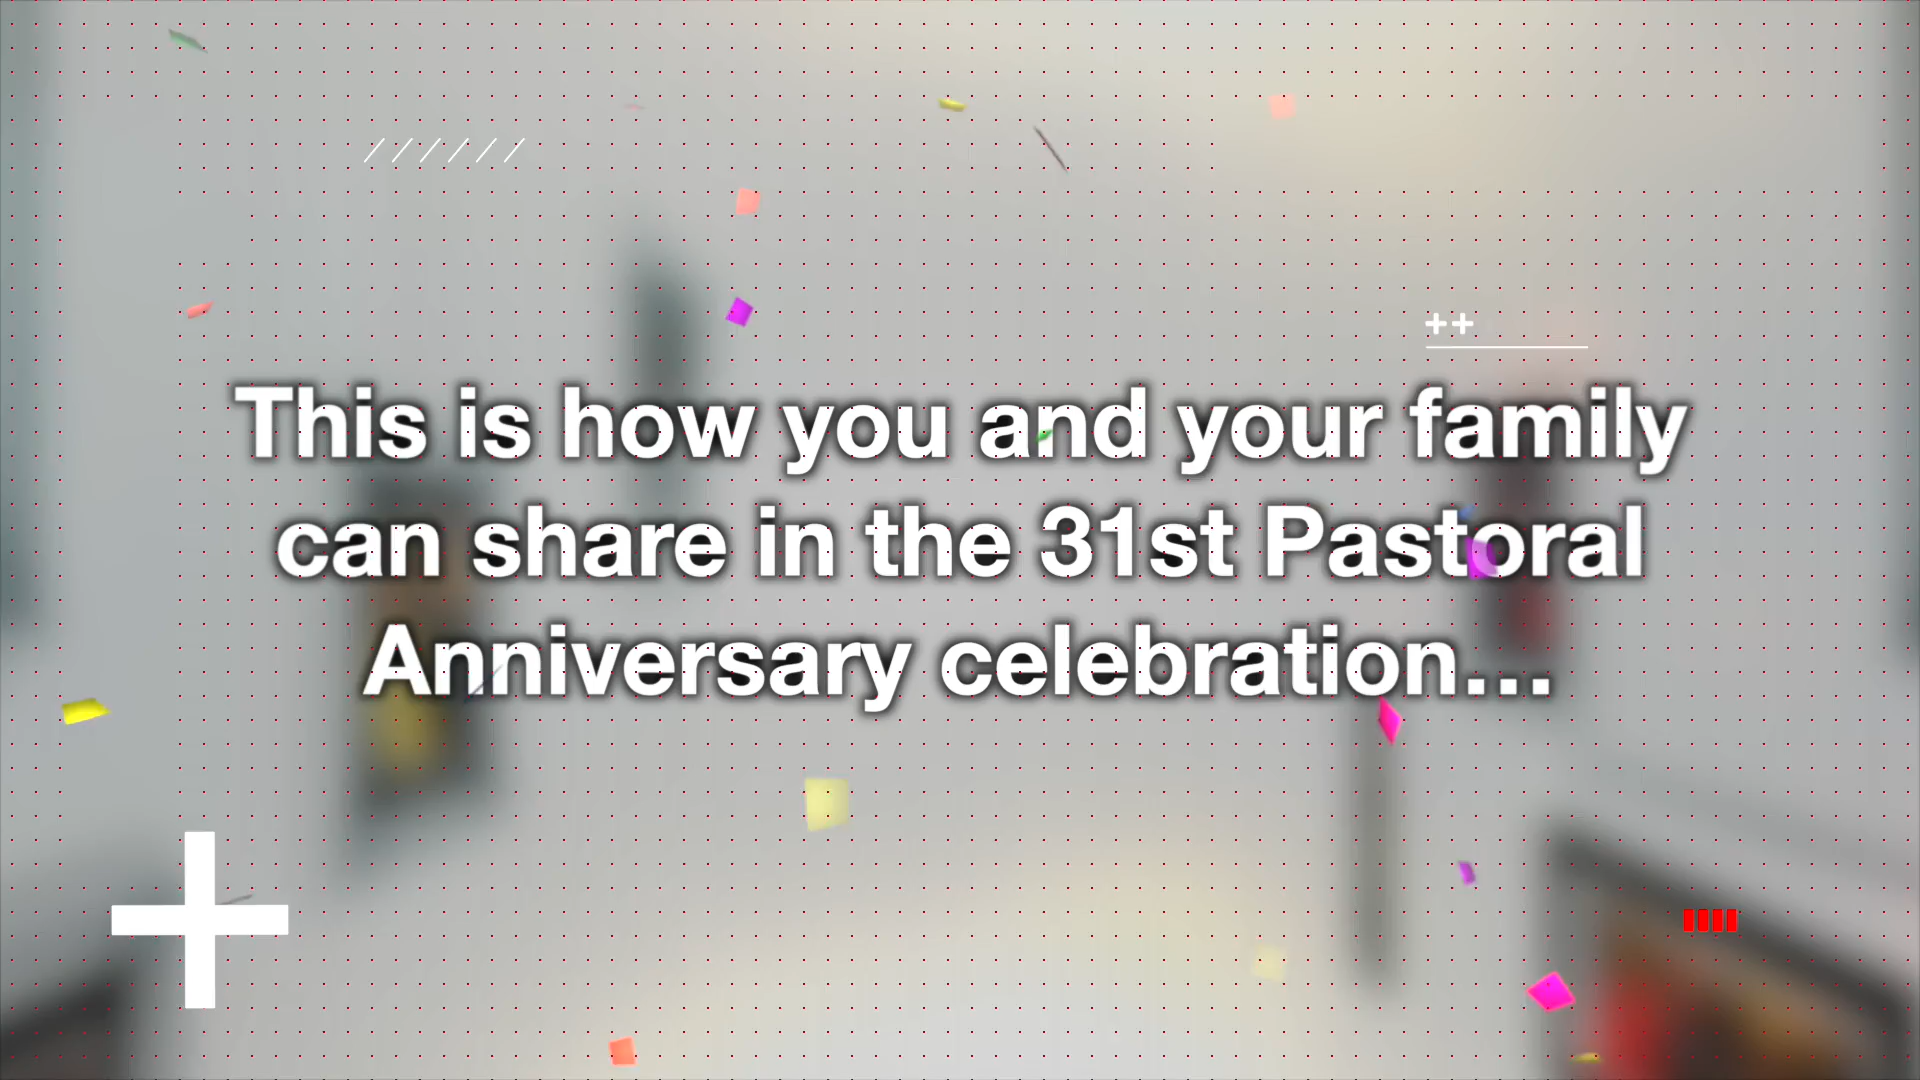 This is how you and your family
can share in the 31st Pastoral
Anniversary celebration...